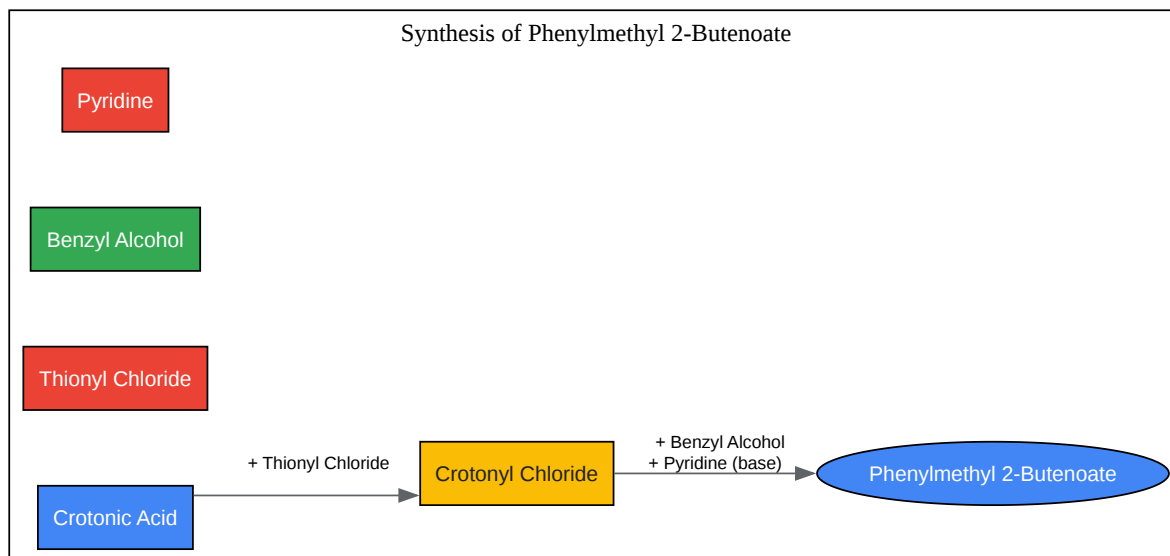 Synthesis of Phenylmethyl 2-Butenoate
Pyridine
Benzyl Alcohol
Thionyl Chloride
+ Thionyl Chloride
Crotonic Acid
Crotonyl Chloride
+ Benzyl Alcohol
+ Pyridine (base)
Phenylmethyl 2-Butenoate